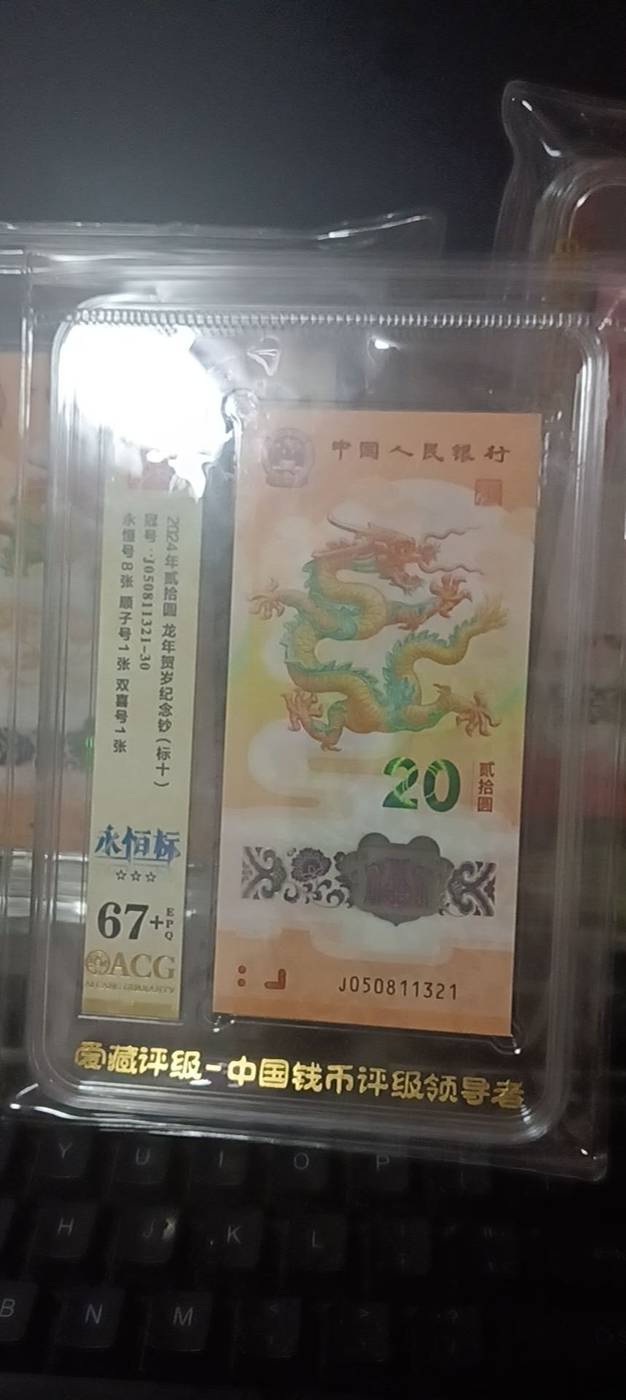 中国人民银行
20
贰拾圆
J050811321
2024年贰拾圆 龙年贺岁纪念钞(标十)
冠号:J050811321-30
永恒号8张 顺子号1张 双喜号1张
永恒标
☆☆☆
67+
EPQ
ACG
爱藏评级-中国钱币评级领导者
Y U I O P
H J K L
B N M